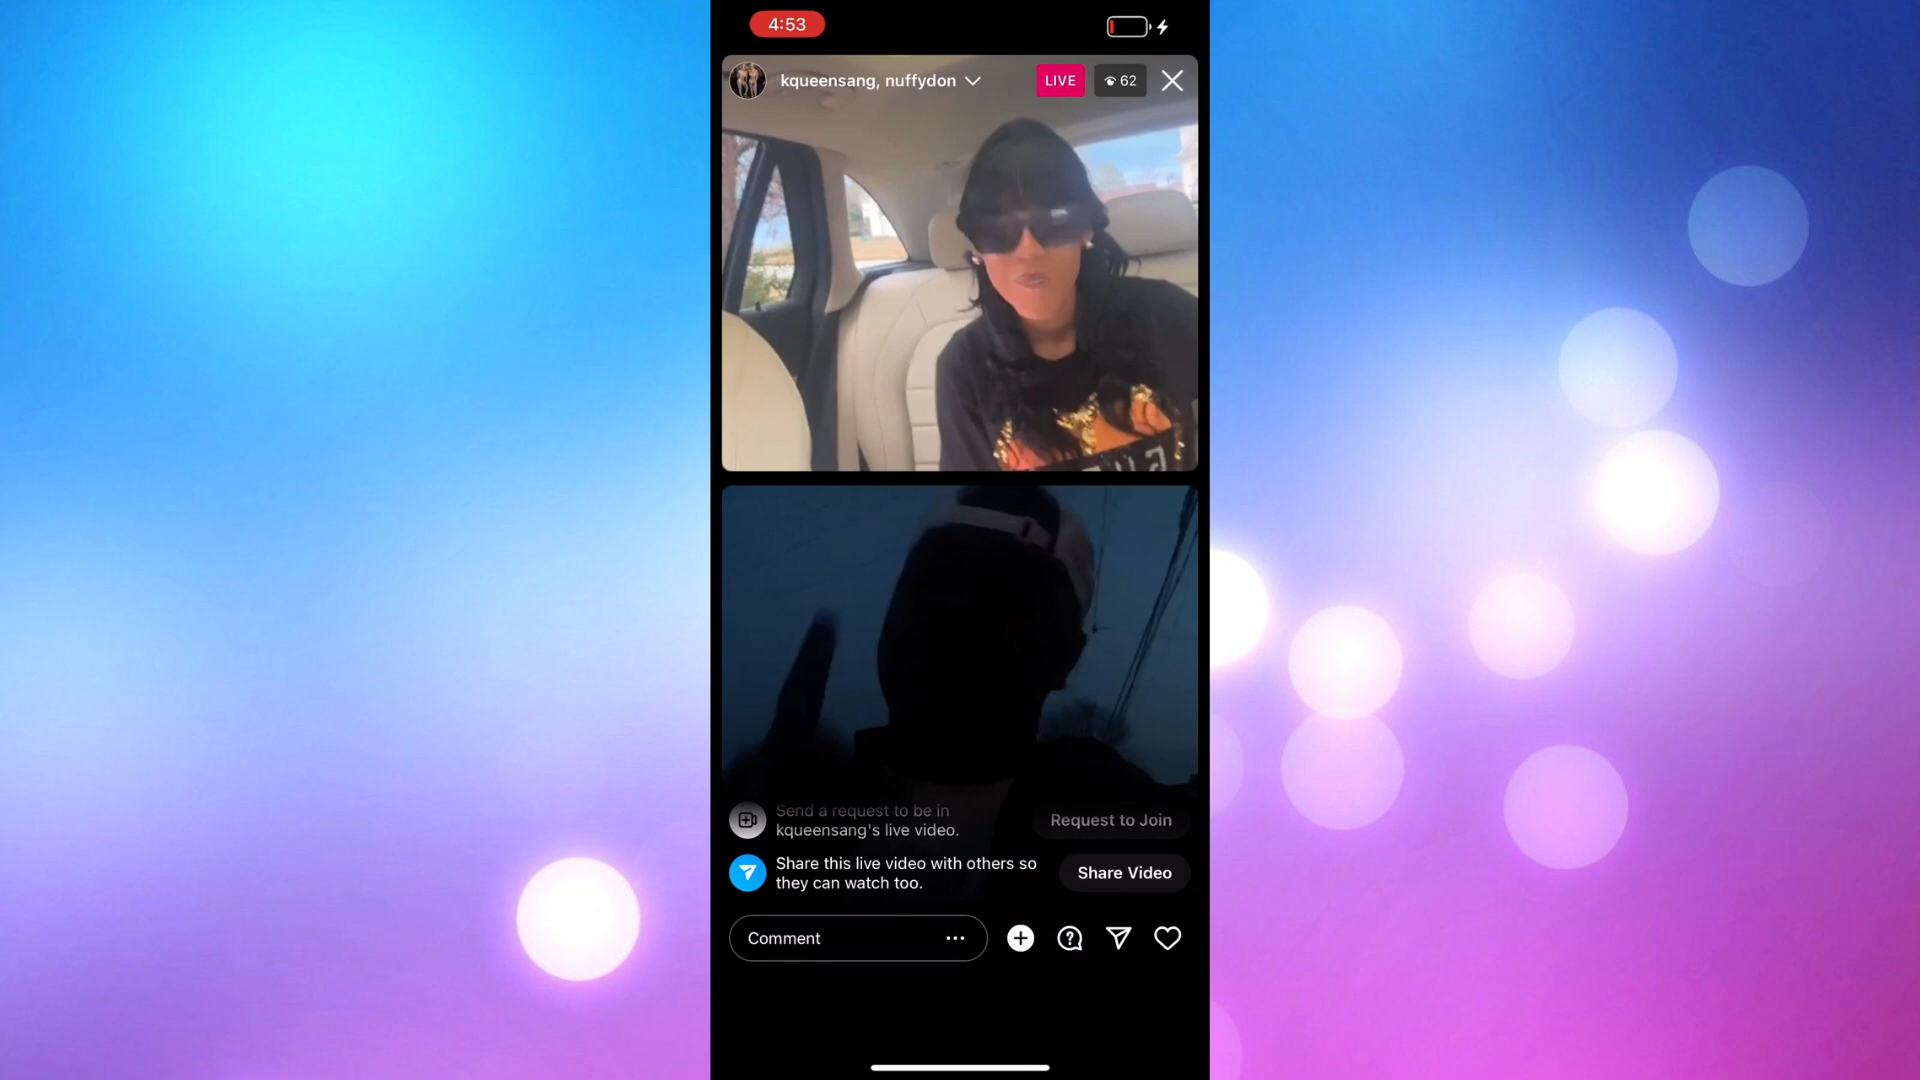 4:53
kqueensang, nuffydon
LIVE
62
Send a request to be in
kqueensang's live video.
Request to Join
Share this live video with others so
they can watch too.
Share Video
Comment